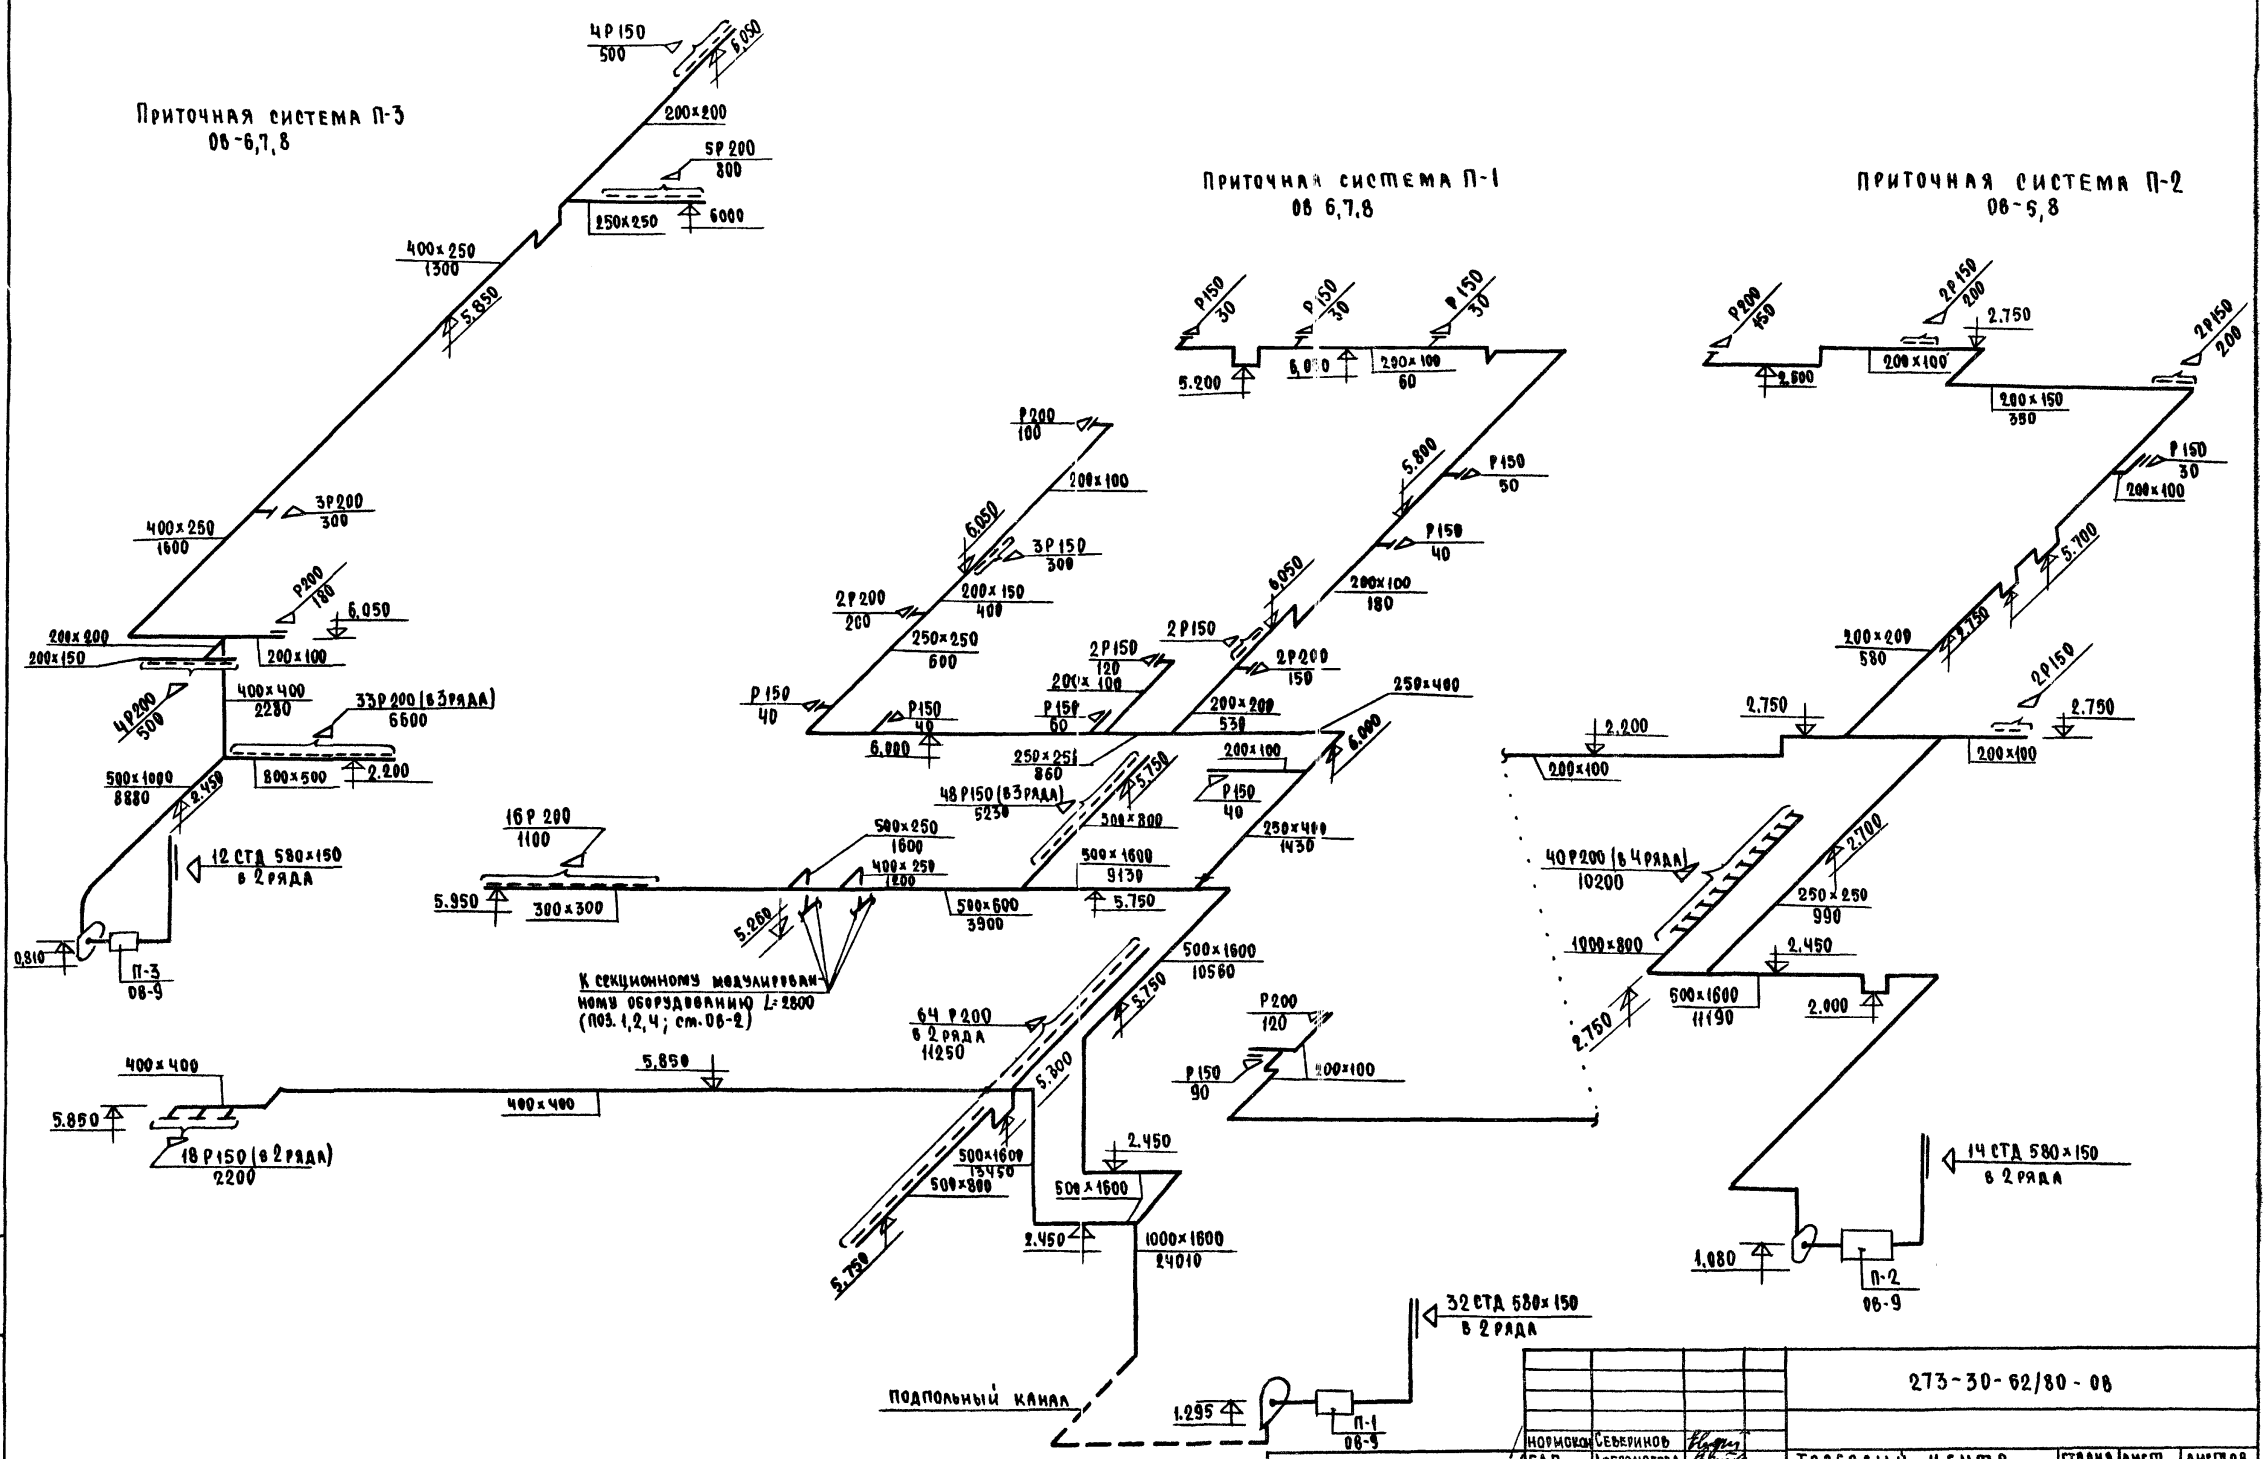 Приточная система П-3
ОВ-6,7,8
4Р150
500
6,050
200×200
5Р200
800
250×250
6000
400×250
1300
5.850
3Р200
300
400×250
1600
Р200
180
6.050
200×200
200×150
200×100
4Р200
500
400×400
2280
33Р200 (в 3 ряда)
6600
500×1000
8880
800×500
2.200
2.450
12 СТД 580×150
в 2 ряда
0,810
П-3
ОВ-9
Приточная система П-1
ОВ 6,7,8
Р150
30
Р150
30
Р150
30
5.200
200×100
60
Р200
100
200×100
5.800
Р150
50
6.050
3Р150
300
Р150
40
2Р200
200
200×150
400
6,050
200×100
180
250×250
600
2Р150
2Р150
120
200×100
2Р200
150
Р150
40
Р150
40
Р150
60
200×200
530
250×400
6.000
860
200×100
6.000
48Р150 (в 3 ряда)
5230
5.750
500×800
Р150
40
250×400
1430
16Р200
1100
500×250
1600
400×250
1200
500×1600
9130
5.950
300×300
5.260
500×600
3900
5.750
К секционному модулирован-
ному оборудованию L=2800
(поз. 1,2,4; см. ОВ-2)
500×1600
10560
5.750
64 Р200
в 2 ряда
11250
5.300
Р200
120
Р150
90
200×100
400×400
5,850
5.850
400×400
18Р150 (в 2 ряда)
2200
500×1600
13450
500×800
2.450
500×1600
5.750
2.450
1000×1600
24010
32 СТД 580×150
в 2 ряда
Подпольный канал
1.295
П-1
ОВ-9
Приточная система П-2
ОВ-5,8
Р200
150
2Р150
200
2.750
2Р150
200
2.500
200×100
200×150
350
Р150
30
200×100
5.700
2.750
200×200
580
2Р150
2.200
2.750
2.750
200×100
200×100
40Р200 (в 4 ряда)
10200
2.700
250×250
990
1000×800
2.450
2.750
500×1600
11190
2.000
14 СТД 580×150
в 2 ряда
1.080
П-2
ОВ-9
273-30-62/80-ОВ
Нормокон Северинов